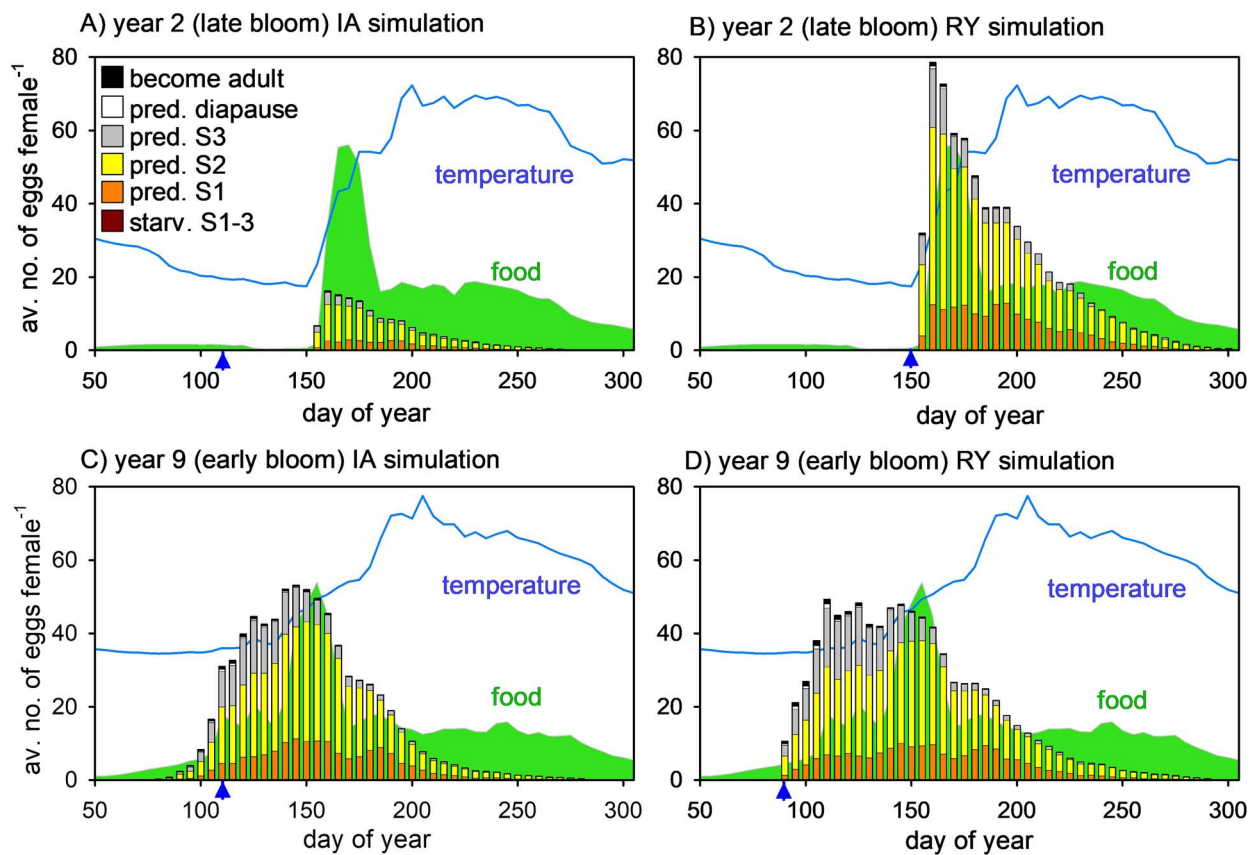 A) year 2 (late bloom) IA simulation
80
60
40
20
0
av. no. of eggs female⁻¹
become adult
pred. diapause
pred. S3
pred. S2
pred. S1
starv. S1-3
temperature
food
50 100 150 200 250 300
day of year
B) year 2 (late bloom) RY simulation
80
60
40
20
0
temperature
food
50 100 150 200 250 300
day of year
C) year 9 (early bloom) IA simulation
80
60
40
20
0
av. no. of eggs female⁻¹
temperature
food
50 100 150 200 250 300
day of year
D) year 9 (early bloom) RY simulation
80
60
40
20
0
temperature
food
50 100 150 200 250 300
day of year